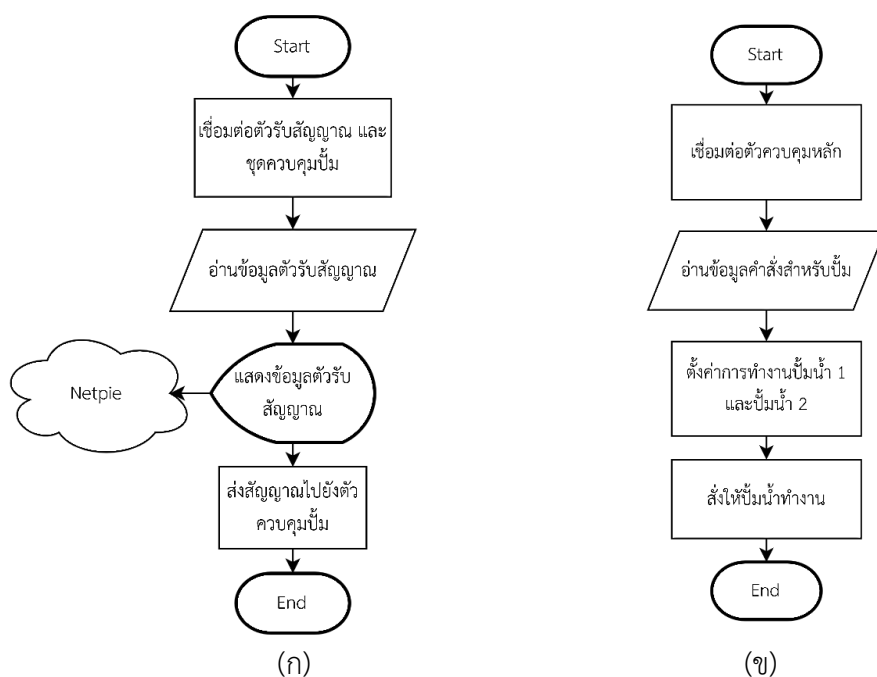 Start
เชื่อมต่อตัวรับสัญญาณ และ
ชุดควบคุมปั๊ม
อ่านข้อมูลตัวรับสัญญาณ
แสดงข้อมูลตัวรับ
สัญญาณ
Netpie
ส่งสัญญาณไปยังตัว
ควบคุมปั๊ม
End
(ก)
Start
เชื่อมต่อตัวควบคุมหลัก
อ่านข้อมูลคำสั่งสำหรับปั๊ม
ตั้งค่าการทำงานปั๊มน้ำ 1
และปั๊มน้ำ 2
สั่งให้ปั๊มน้ำทำงาน
End
(ข)